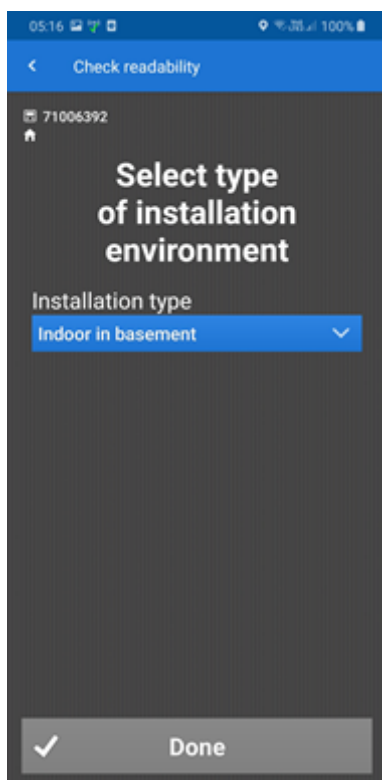 05:16 100%
Check readability
71006392
Select type
of installation
environment
Installation type
Indoor in basement
Done